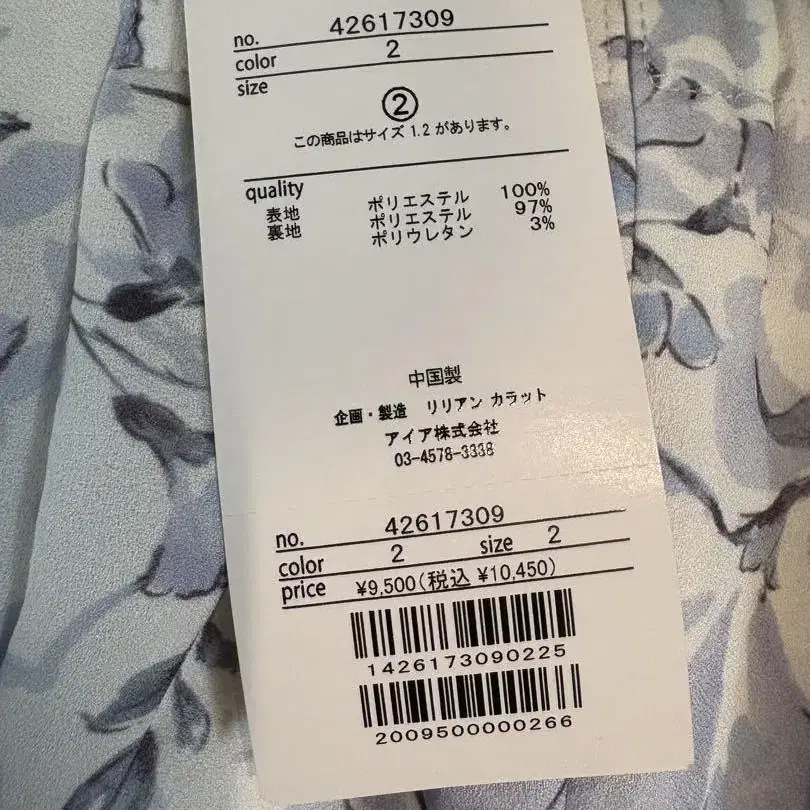 no. 42617309
color 2
size
②
この商品はサイズ 1.2 があります。
quality
表地 ポリエステル 100%
裏地 ポリエステル 97%
ポリウレタン 3%
中国製
企画・製造 リリアン カラット
アイア株式会社
03-4578-3338
no. 42617309
color 2 size 2
price ¥9,500(税込 ¥10,450)
1426173090225
2009500000266